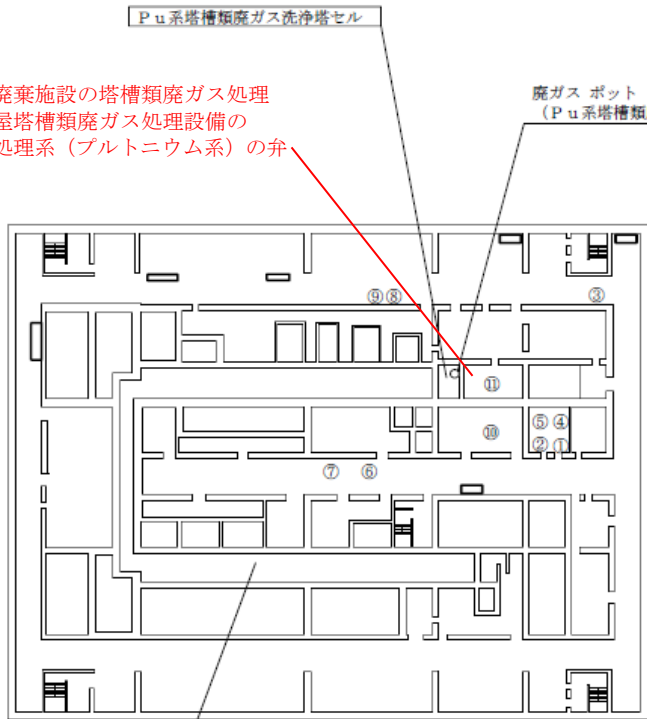 Ｐｕ系塔槽類廃ガス洗浄塔セル
廃棄施設の塔槽類廃ガス処理
屋塔槽類廃ガス処理設備の
処理系（プルトニウム系）の弁
廃ガス ポット
（Ｐｕ系塔槽類
⑨⑧
③
⑪
⑩
⑤④
②①
⑦
⑥